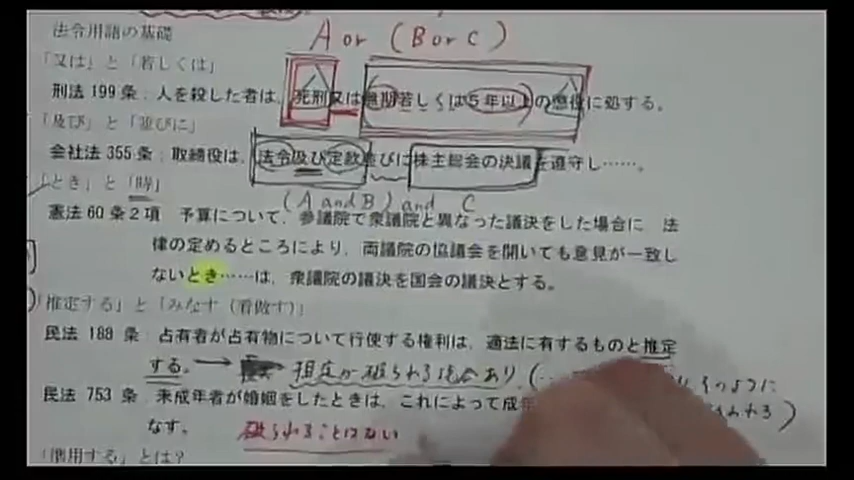 法令用語の基礎
A or (B or C)
「又は」と「若しくは」
刑法 199 条：人を殺した者は、死刑又は無期若しくは5年以上の懲役に処する。
「及び」と「並びに」
会社法 355 条：取締役は、法令及び定款並びに株主総会の決議を遵守し……。
「とき」と「時」
(A and B) and C
憲法 60 条2項 予算について、参議院で衆議院と異なった議決をした場合に、法
律の定めるところにより、両議院の協議会を開いても意見が一致し
ないとき……は、衆議院の議決を国会の議決とする。
「推定する」と「みなす（看做す）」
民法 188 条：占有者が占有物について行使する権利は、適法に有するものと推定
する。→ 推定が破られる場合あり (… そのように
民法 753 条：未成年者が婚姻をしたときは、これによって成年
なす。 破られることはない
「準用する」とは？